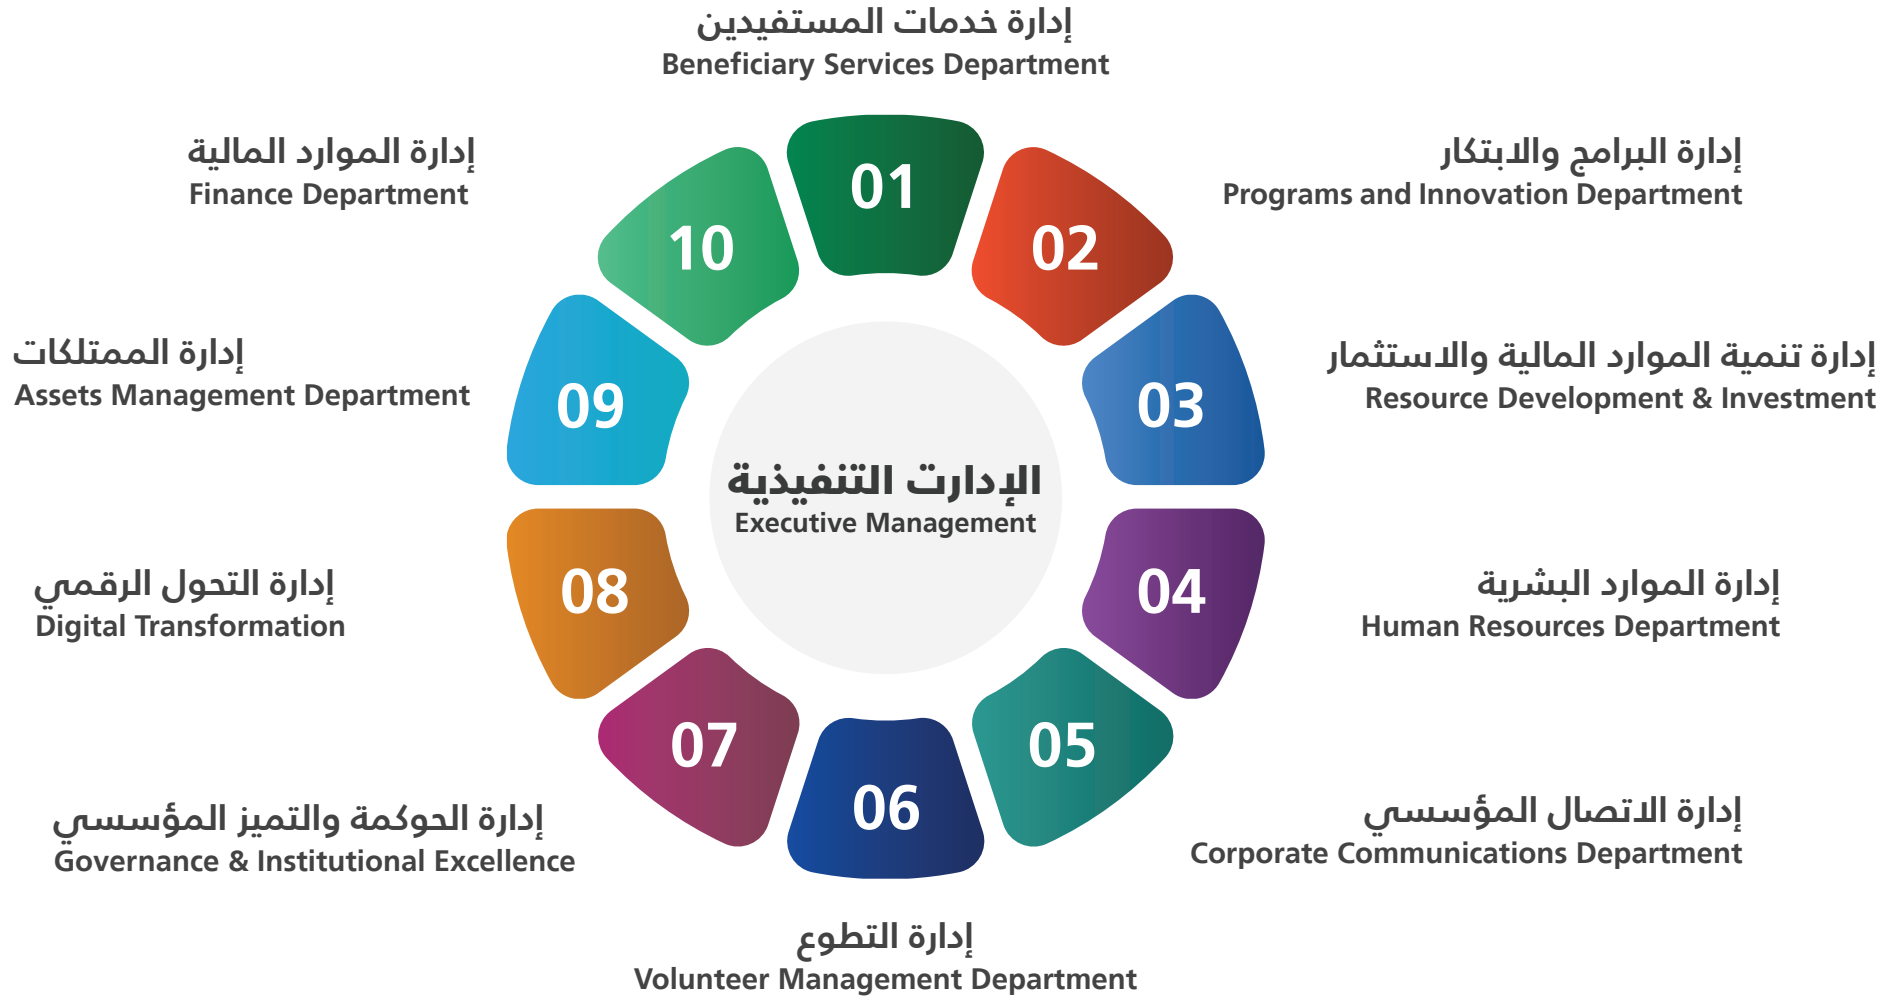 إدارة خدمات المستفيدين
Beneficiary Services Department
01
إدارة البرامج والابتكار
Programs and Innovation Department
02
إدارة تنمية الموارد المالية والاستثمار
Resource Development & Investment
03
إدارة الموارد البشرية
Human Resources Department
04
إدارة الاتصال المؤسسي
Corporate Communications Department
05
إدارة التطوع
Volunteer Management Department
06
إدارة الحوكمة والتميز المؤسسي
Governance & Institutional Excellence
07
إدارة التحول الرقمي
Digital Transformation
08
إدارة الممتلكات
Assets Management Department
09
إدارة الموارد المالية
Finance Department
10
الإدارت التنفيذية
Executive Management